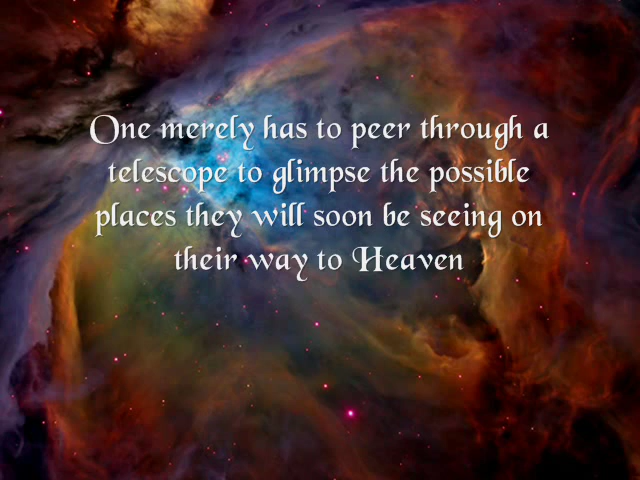 One merely has to peer through a
telescope to glimpse the possible
places they will soon be seeing on
their way to Heaven